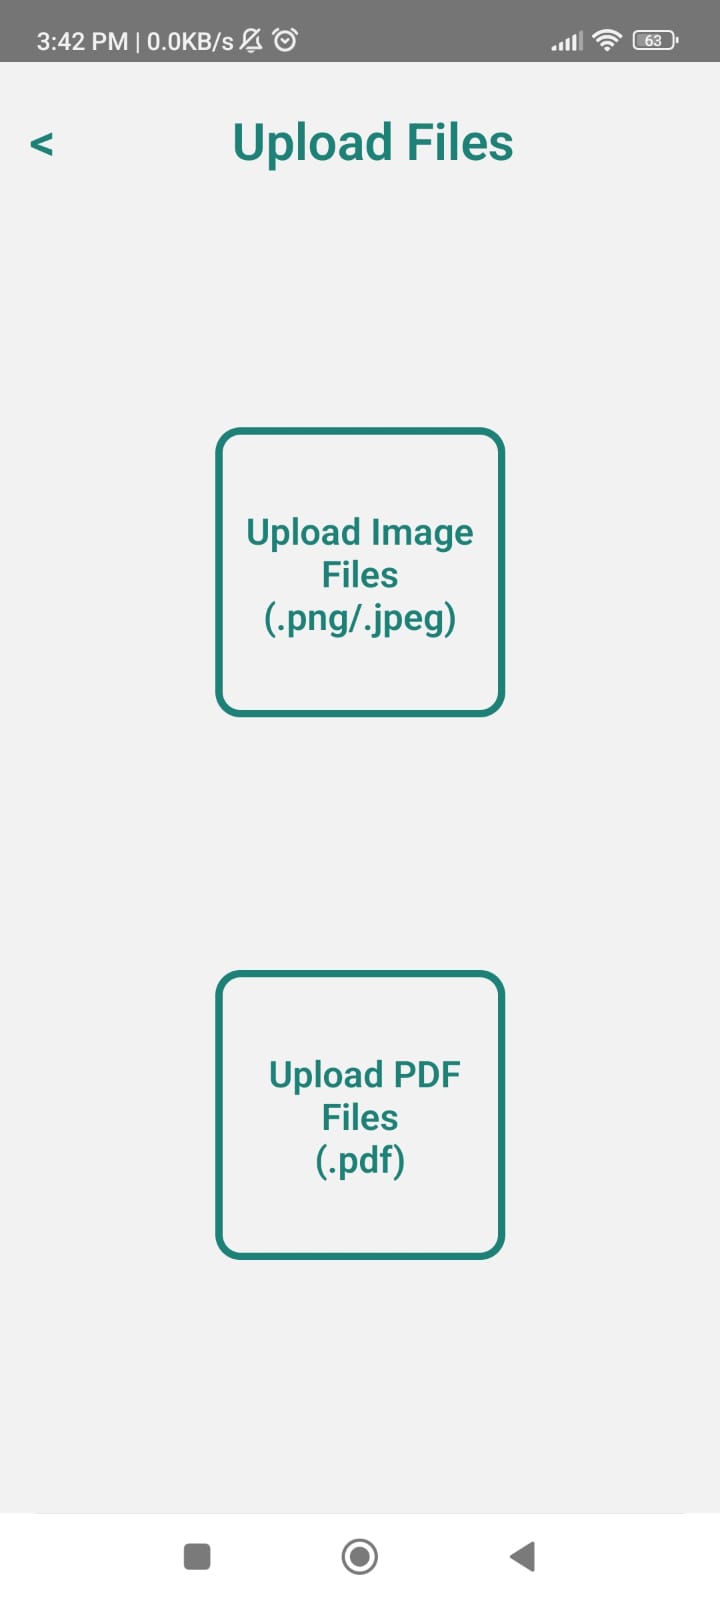 3:42 PM | 0.0KB/s
63
< Upload Files
Upload Image
Files
(.png/.jpeg)
Upload PDF
Files
(.pdf)